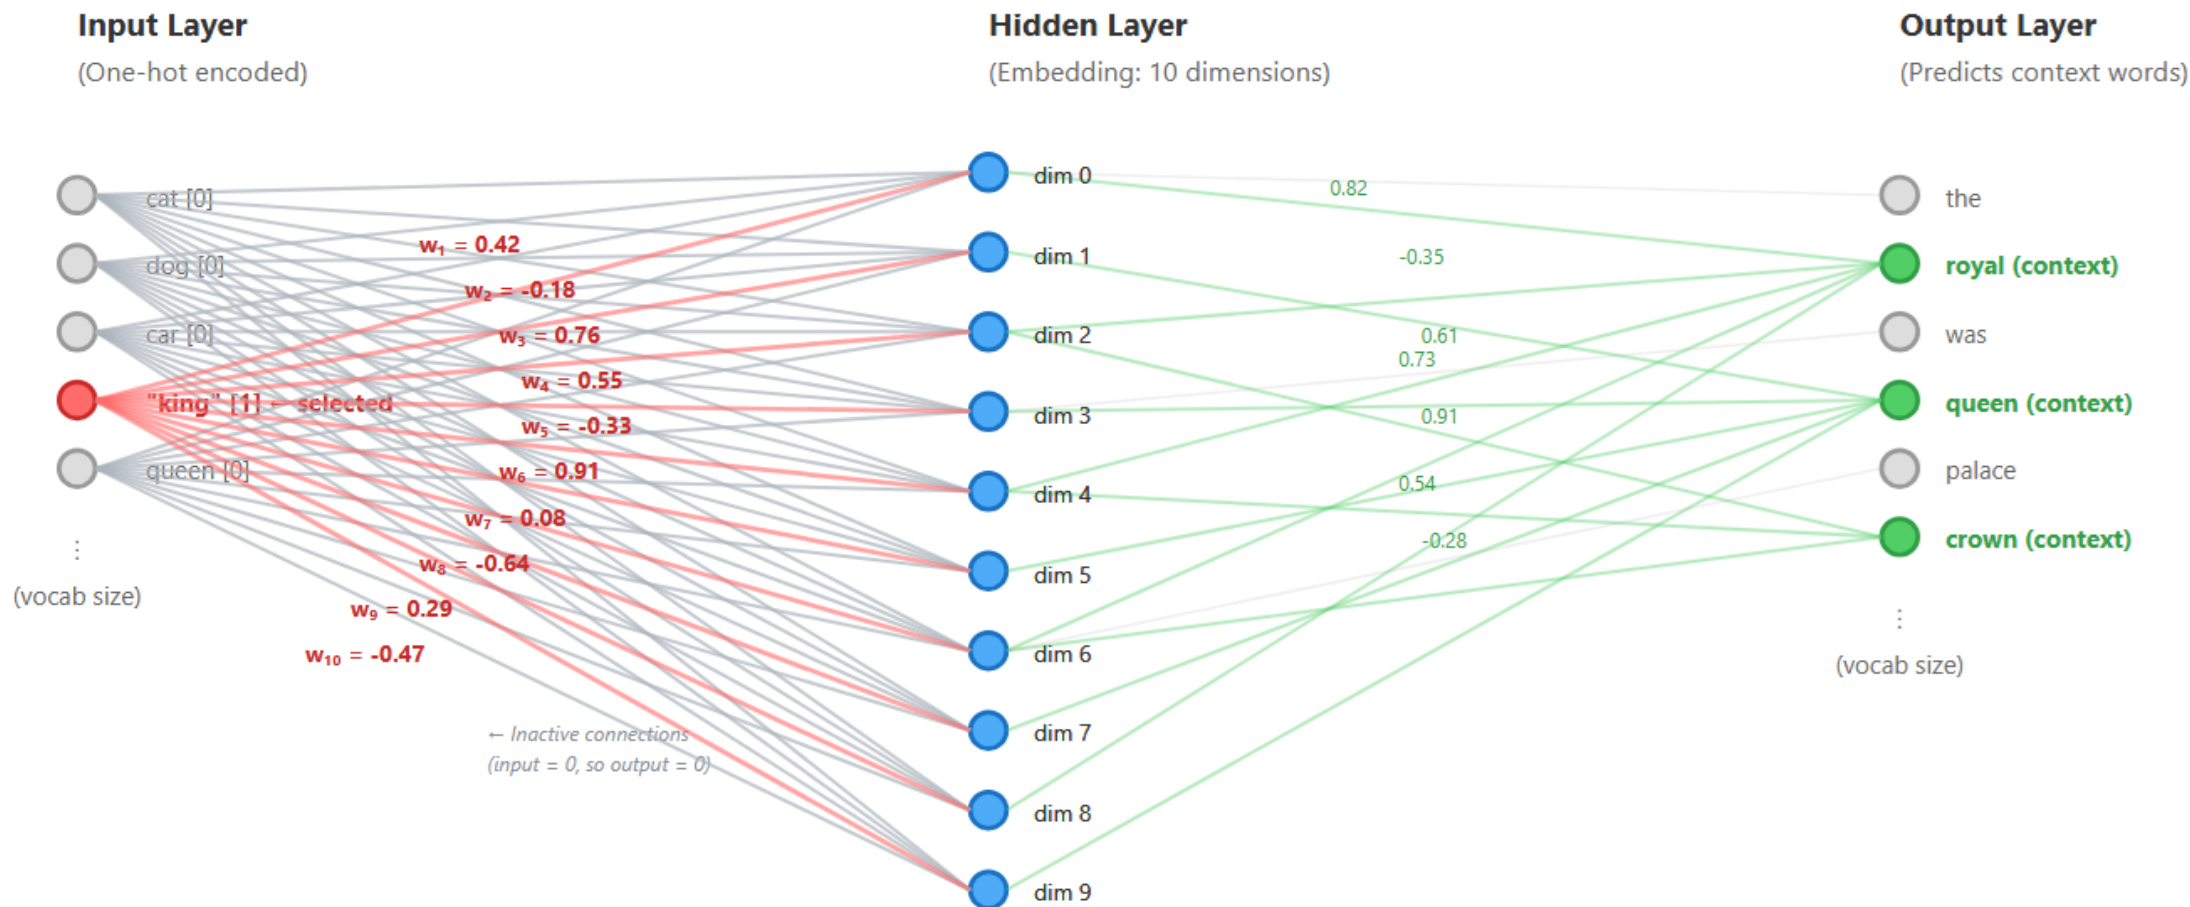 Input Layer
(One-hot encoded)
cat [0]
dog [0]
car [0]
"king" [1] ← selected
queen [0]
⋮
(vocab size)
w₁ = 0.42
w₂ = -0.18
w₃ = 0.76
w₄ = 0.55
w₅ = -0.33
w₆ = 0.91
w₇ = 0.08
w₈ = -0.64
w₉ = 0.29
w₁₀ = -0.47
← Inactive connections
(input = 0, so output = 0)
Hidden Layer
(Embedding: 10 dimensions)
dim 0
dim 1
dim 2
dim 3
dim 4
dim 5
dim 6
dim 7
dim 8
dim 9
0.82
-0.35
0.61
0.73
0.91
0.54
-0.28
Output Layer
(Predicts context words)
the
royal (context)
was
queen (context)
palace
crown (context)
⋮
(vocab size)